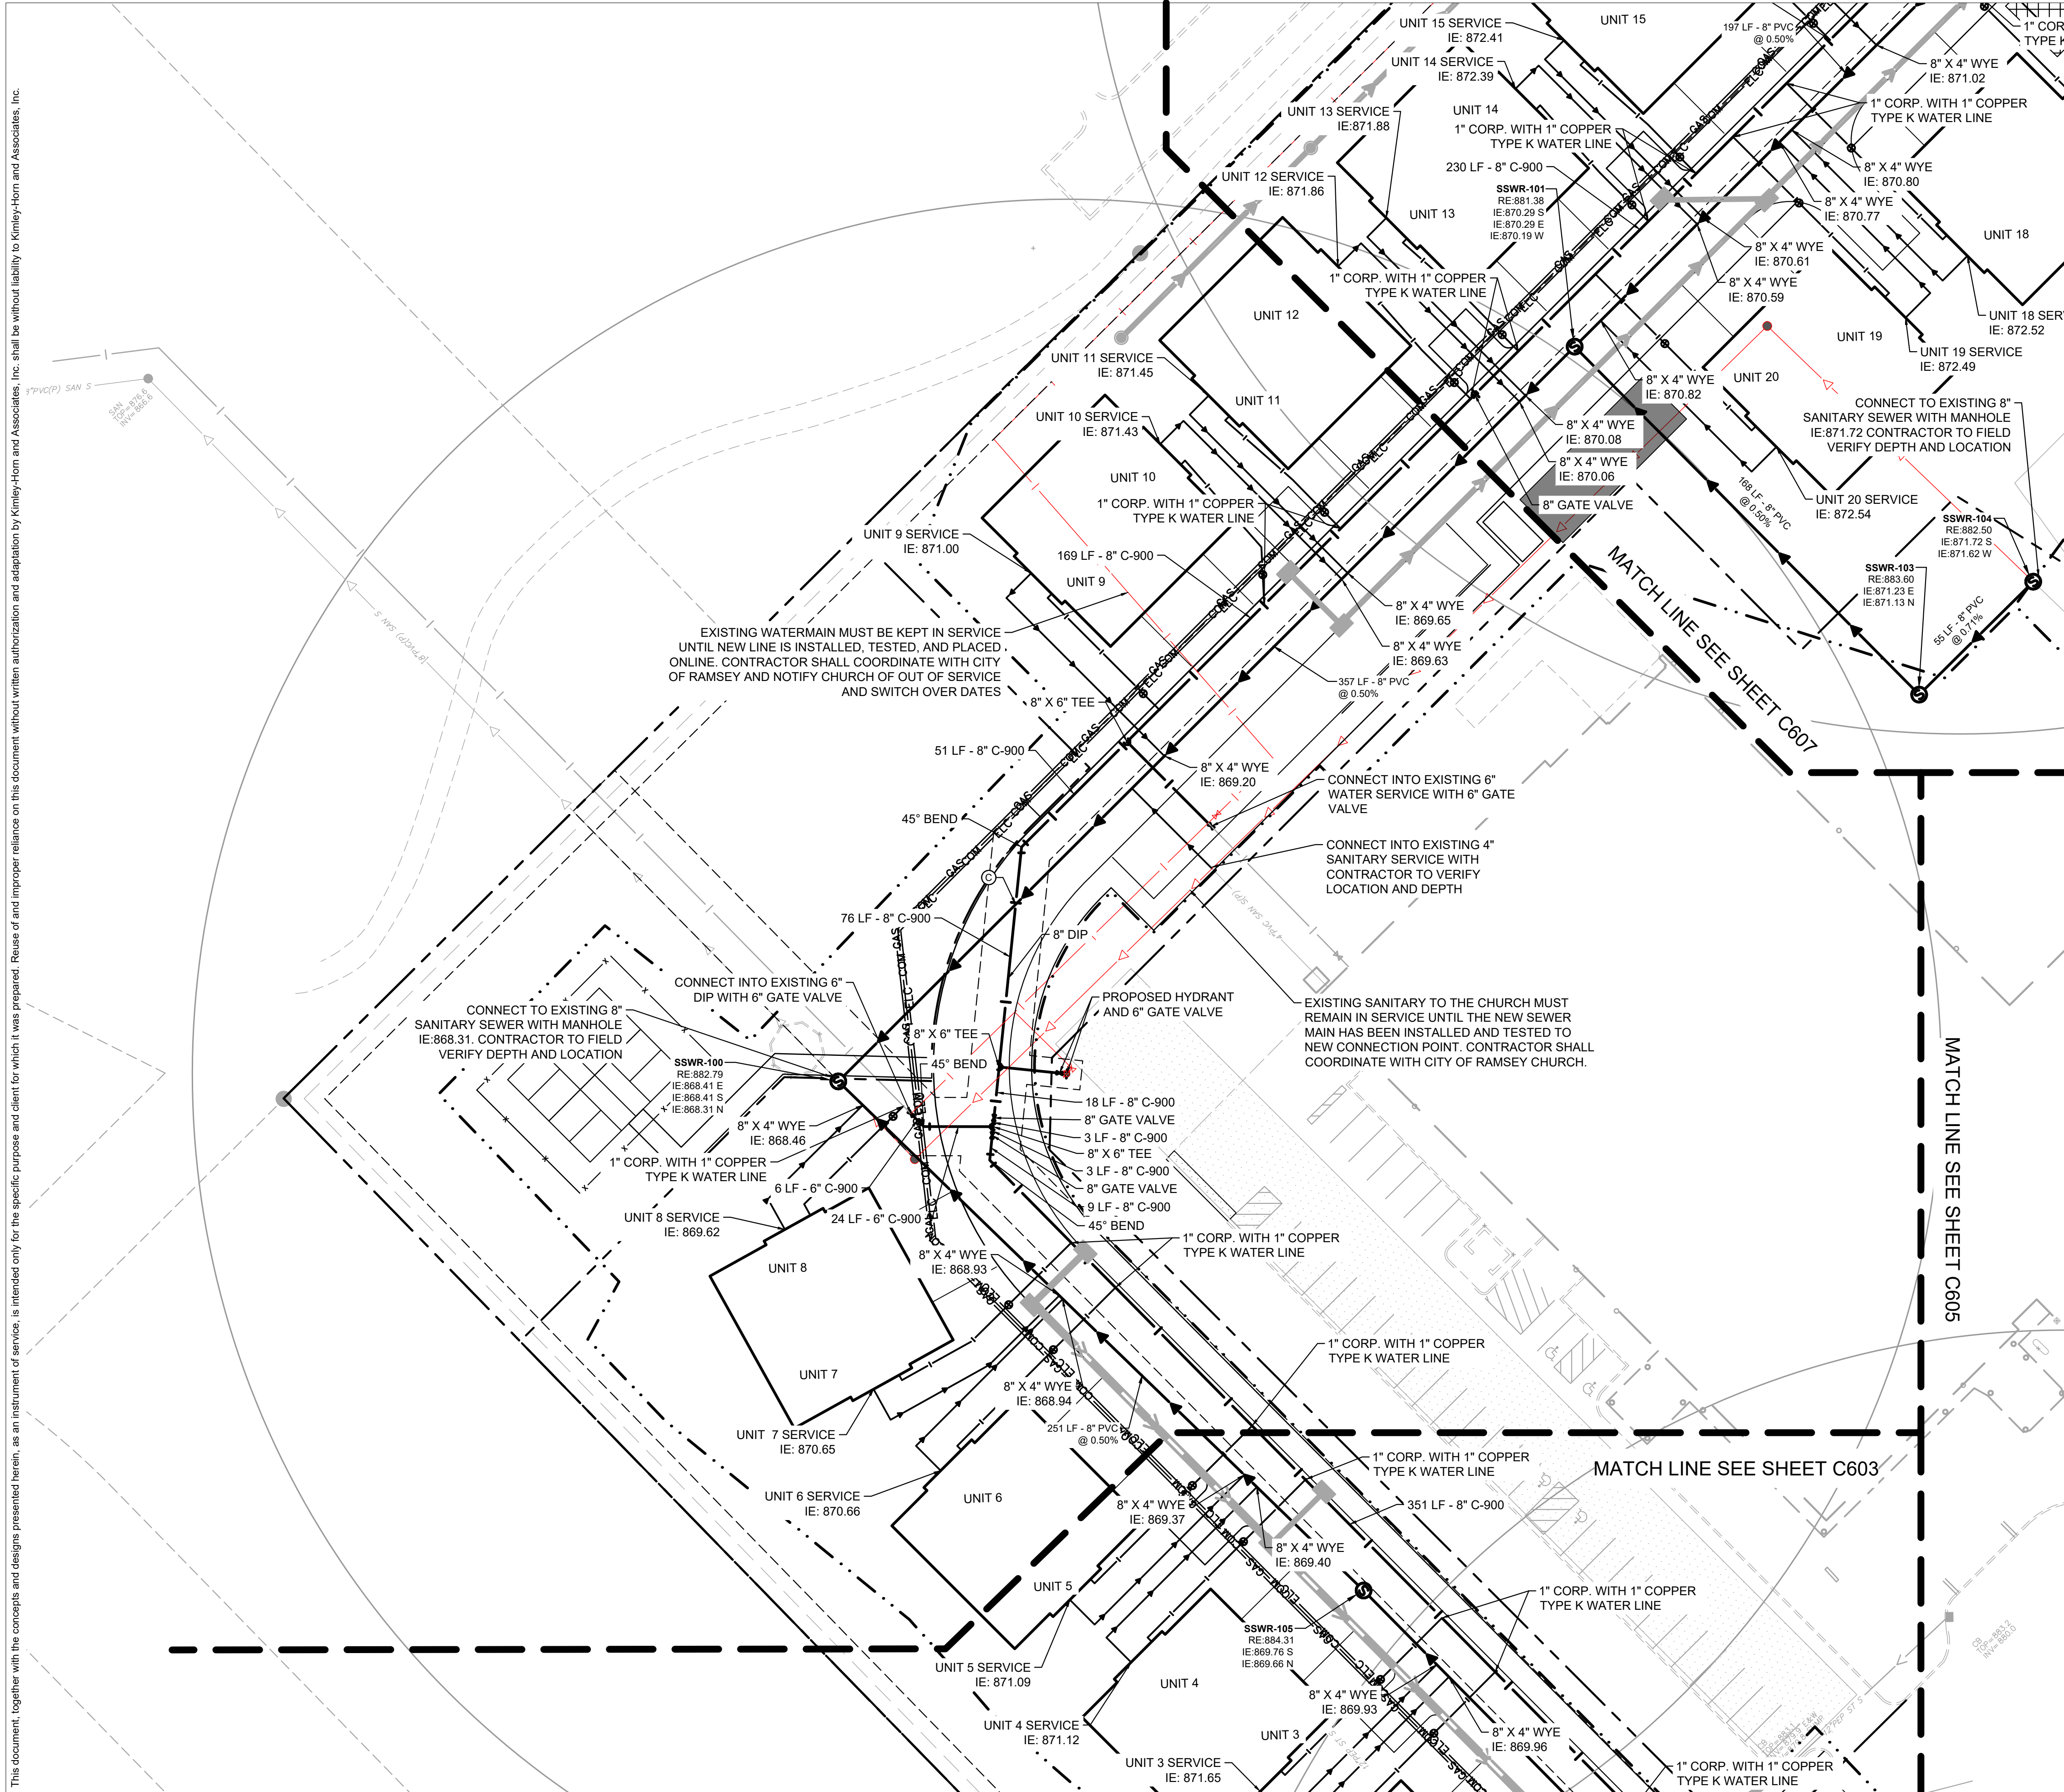 This document, together with the concepts and designs presented herein, as an instrument of service, is intended only for the specific purpose and client for which it was prepared. Reuse of and improper reliance on this document without written authorization and adaptation by Kimley-Horn and Associates, Inc. shall be without liability to Kimley-Horn and Associates, Inc.
UNIT 15 SERVICE
IE: 872.41
UNIT 15
197 LF - 8" PVC
@ 0.50%
1" COR
TYPE K
UNIT 14 SERVICE
IE: 872.39
8" X 4" WYE
IE: 871.02
UNIT 13 SERVICE
IE:871.88
UNIT 14
1" CORP. WITH 1" COPPER
TYPE K WATER LINE
1" CORP. WITH 1" COPPER
TYPE K WATER LINE
230 LF - 8" C-900
8" X 4" WYE
IE: 870.80
UNIT 12 SERVICE
IE: 871.86
SSWR-101
RE:881.38
IE:870.29 S
IE:870.29 E
IE:870.19 W
UNIT 13
8" X 4" WYE
IE: 870.77
UNIT 18
8" X 4" WYE
IE: 870.61
1" CORP. WITH 1" COPPER
TYPE K WATER LINE
8" X 4" WYE
IE: 870.59
UNIT 12
UNIT 18 SER
IE: 872.52
UNIT 19
UNIT 19 SERVICE
IE: 872.49
UNIT 11 SERVICE
IE: 871.45
UNIT 20
8" X 4" WYE
IE: 870.82
UNIT 11
CONNECT TO EXISTING 8"
SANITARY SEWER WITH MANHOLE
IE:871.72 CONTRACTOR TO FIELD
VERIFY DEPTH AND LOCATION
UNIT 10 SERVICE
IE: 871.43
8" X 4" WYE
IE: 870.08
8" X 4" WYE
IE: 870.06
UNIT 10
8" GATE VALVE
168 LF - 8" PVC
@ 0.50%
UNIT 20 SERVICE
IE: 872.54
1" CORP. WITH 1" COPPER
TYPE K WATER LINE
SSWR-104
RE:882.50
IE:871.72 S
IE:871.62 W
UNIT 9 SERVICE
IE: 871.00
169 LF - 8" C-900
UNIT 9
SSWR-103
RE:883.60
IE:871.23 E
IE:871.13 N
55 LF - 8" PVC
@ 0.71%
MATCH LINE SEE SHEET C607
8" X 4" WYE
IE: 869.65
8" X 4" WYE
IE: 869.63
EXISTING WATERMAIN MUST BE KEPT IN SERVICE
UNTIL NEW LINE IS INSTALLED, TESTED, AND PLACED
ONLINE. CONTRACTOR SHALL COORDINATE WITH CITY
OF RAMSEY AND NOTIFY CHURCH OF OUT OF SERVICE
AND SWITCH OVER DATES
357 LF - 8" PVC
@ 0.50%
8" X 6" TEE
51 LF - 8" C-900
8" X 4" WYE
IE: 869.20
CONNECT INTO EXISTING 6"
WATER SERVICE WITH 6" GATE
VALVE
45° BEND
CONNECT INTO EXISTING 4"
SANITARY SERVICE WITH
CONTRACTOR TO VERIFY
LOCATION AND DEPTH
C
76 LF - 8" C-900
8" DIP
4"PVC SAN S(P)
SAN
TOP=876.6
INV=866.6
8"PVC(P) SAN S
CONNECT INTO EXISTING 6"
DIP WITH 6" GATE VALVE
PROPOSED HYDRANT
AND 6" GATE VALVE
EXISTING SANITARY TO THE CHURCH MUST
REMAIN IN SERVICE UNTIL THE NEW SEWER
MAIN HAS BEEN INSTALLED AND TESTED TO
NEW CONNECTION POINT. CONTRACTOR SHALL
COORDINATE WITH CITY OF RAMSEY CHURCH.
CONNECT TO EXISTING 8"
SANITARY SEWER WITH MANHOLE
IE:868.31. CONTRACTOR TO FIELD
VERIFY DEPTH AND LOCATION
8" X 6" TEE
45° BEND
SSWR-100
RE:882.79
IE:868.41 E
IE:868.41 S
IE:868.31 N
18 LF - 8" C-900
8" GATE VALVE
3 LF - 8" C-900
8" X 6" TEE
3 LF - 8" C-900
8" GATE VALVE
9 LF - 8" C-900
45° BEND
8" X 4" WYE
IE: 868.46
1" CORP. WITH 1" COPPER
TYPE K WATER LINE
6 LF - 6" C-900
24 LF - 6" C-900
UNIT 8 SERVICE
IE: 869.62
1" CORP. WITH 1" COPPER
TYPE K WATER LINE
8" X 4" WYE
IE: 868.93
UNIT 8
MATCH LINE SEE SHEET C605
1" CORP. WITH 1" COPPER
TYPE K WATER LINE
UNIT 7
8" X 4" WYE
IE: 868.94
251 LF - 8" PVC
@ 0.50%
UNIT 7 SERVICE
IE: 870.65
1" CORP. WITH 1" COPPER
TYPE K WATER LINE
MATCH LINE SEE SHEET C603
UNIT 6 SERVICE
IE: 870.66
UNIT 6
8" X 4" WYE
IE: 869.37
351 LF - 8" C-900
8" X 4" WYE
IE: 869.40
UNIT 5
1" CORP. WITH 1" COPPER
TYPE K WATER LINE
SSWR-105
RE:884.31
IE:869.76 S
IE:869.66 N
UNIT 5 SERVICE
IE: 871.09
UNIT 4
8" X 4" WYE
IE: 869.93
UNIT 4 SERVICE
IE: 871.12
UNIT 3
8" X 4" WYE
IE: 869.96
UNIT 3 SERVICE
IE: 871.65
1" CORP. WITH 1" COPPER
TYPE K WATER LINE
CB
TOP=883.2
INV=880.0